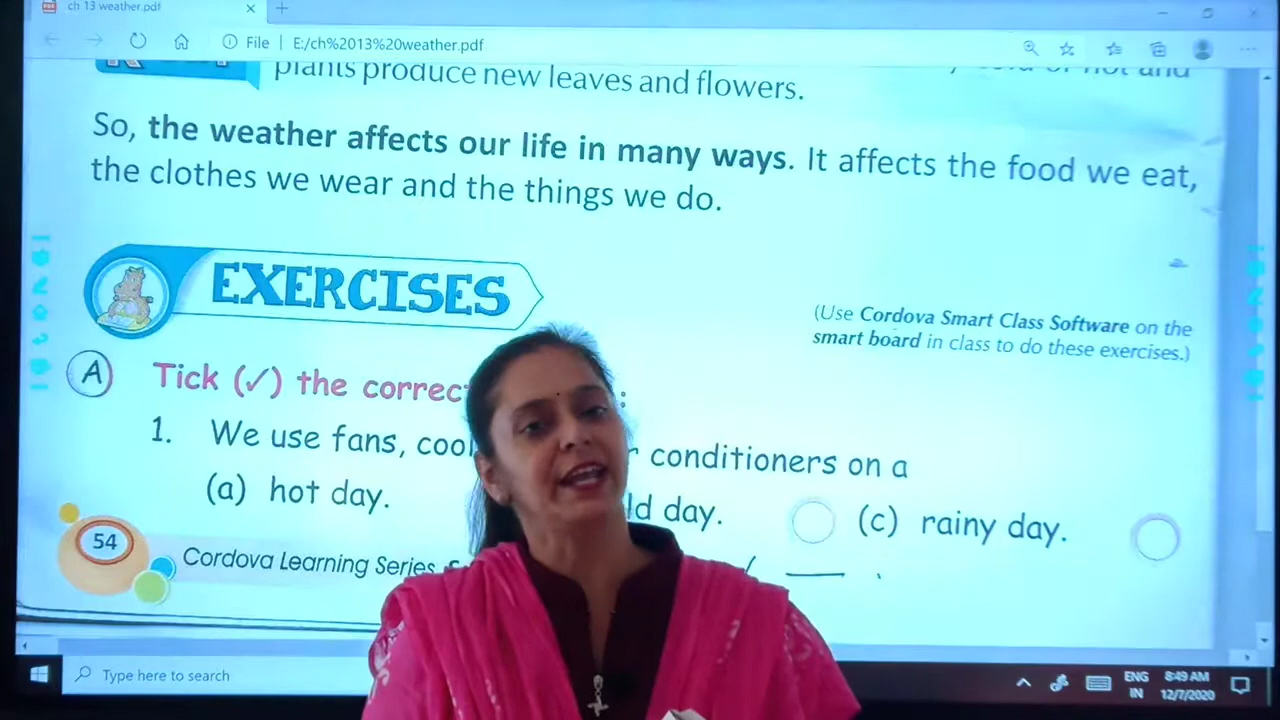 ch 13 weather.pdf
File | E:/ch%2013%20weather.pdf
plants produce new leaves and flowers.
So, the weather affects our life in many ways. It affects the food we eat,
the clothes we wear and the things we do.
EXERCISES
(Use Cordova Smart Class Software on the
smart board in class to do these exercises.)
A Tick (✓) the correc :
1. We use fans, cool r conditioners on a
(a) hot day. ld day. (c) rainy day.
54 Cordova Learning Series
Type here to search
ENG 8:49 AM
IN 12/7/2020